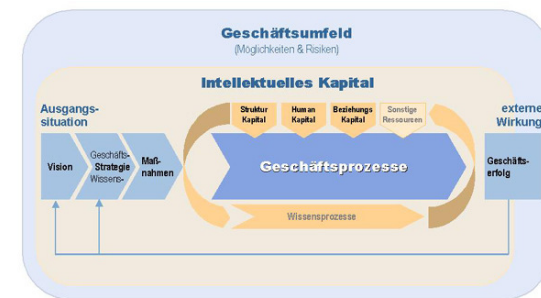 Geschäftsumfeld
(Möglichkeiten & Risiken)
Intellektuelles Kapital
Ausgangs-
situation
externe
Wirkung
Struktur
Kapital
Human
Kapital
Beziehungs
Kapital
Sonstige
Ressourcen
Vision
Geschäfts-
Strategie
Wissens-
Maß-
nahmen
Geschäftsprozesse
Geschäfts-
erfolg
Wissensprozesse